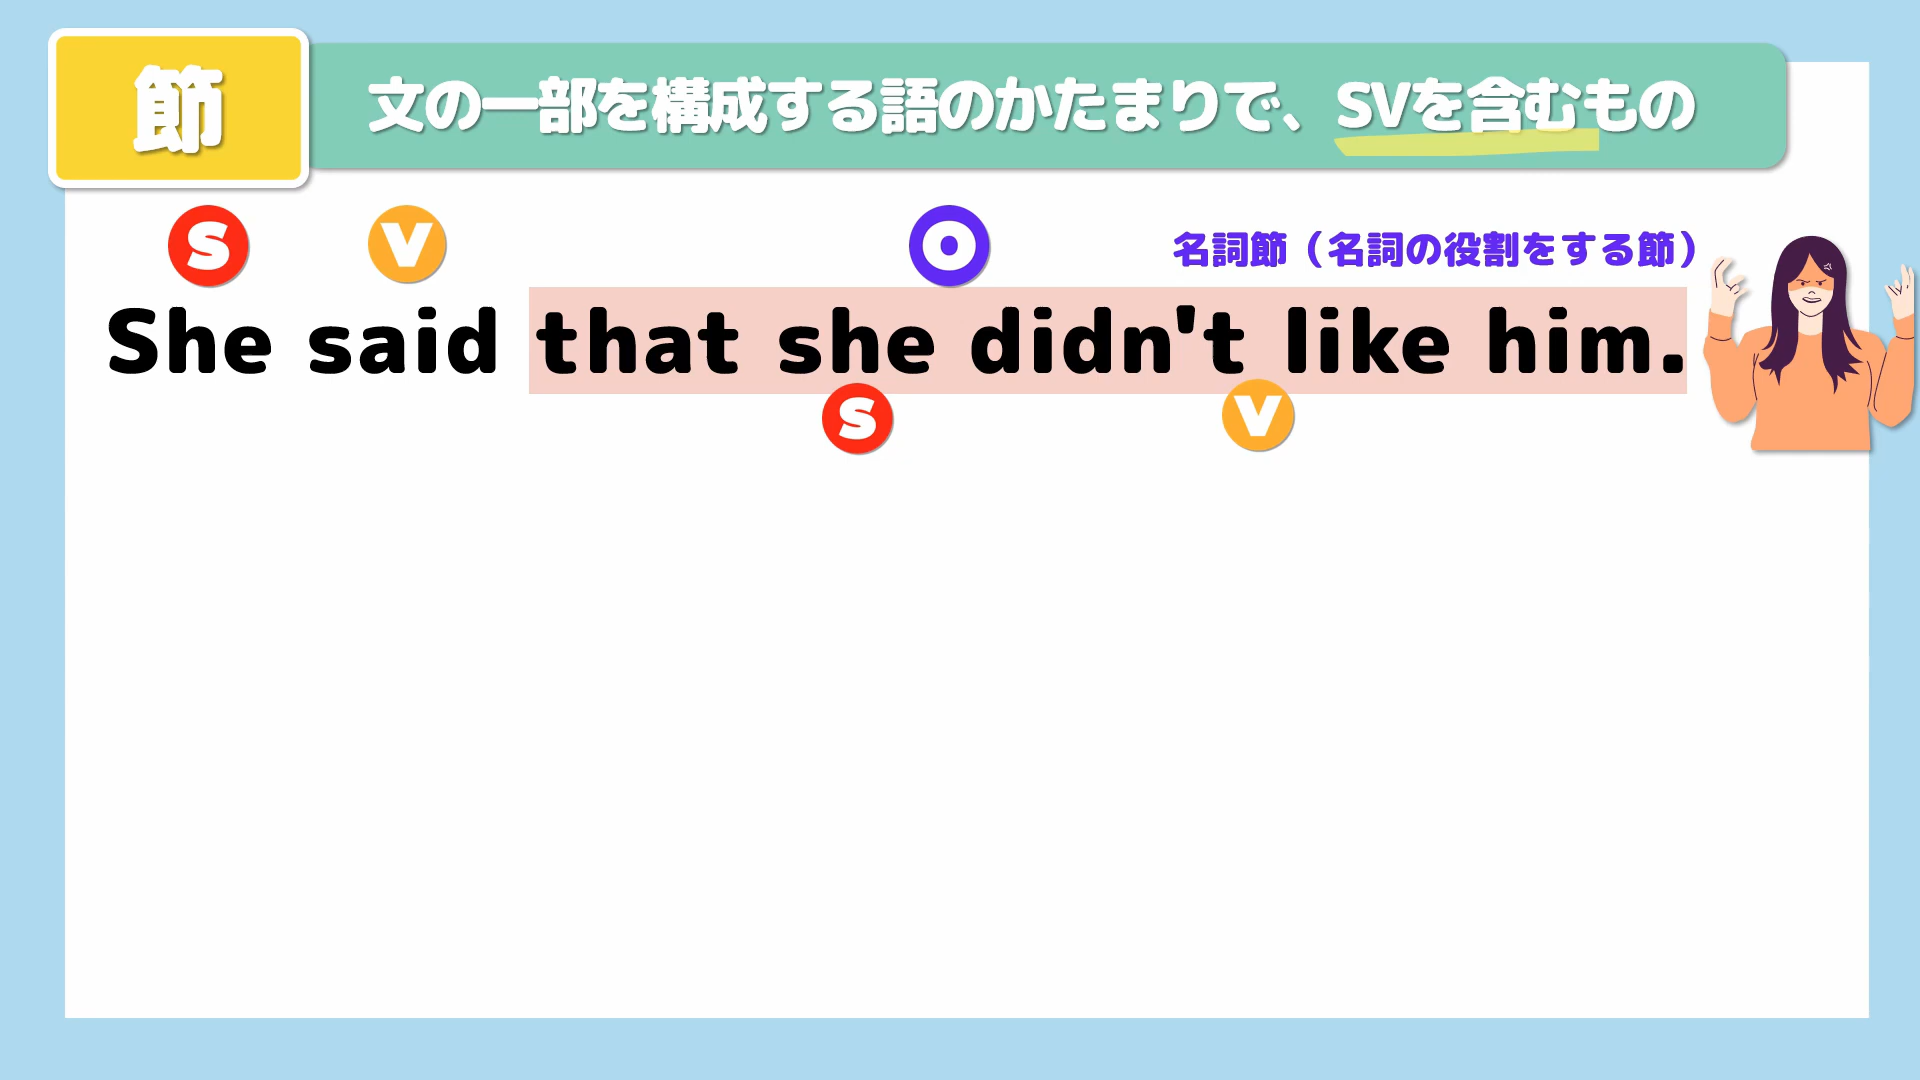 節
文の一部を構成する語のかたまりで、SVを含むもの
S V O 名詞節（名詞の役割をする節）
She said that she didn't like him.
S V